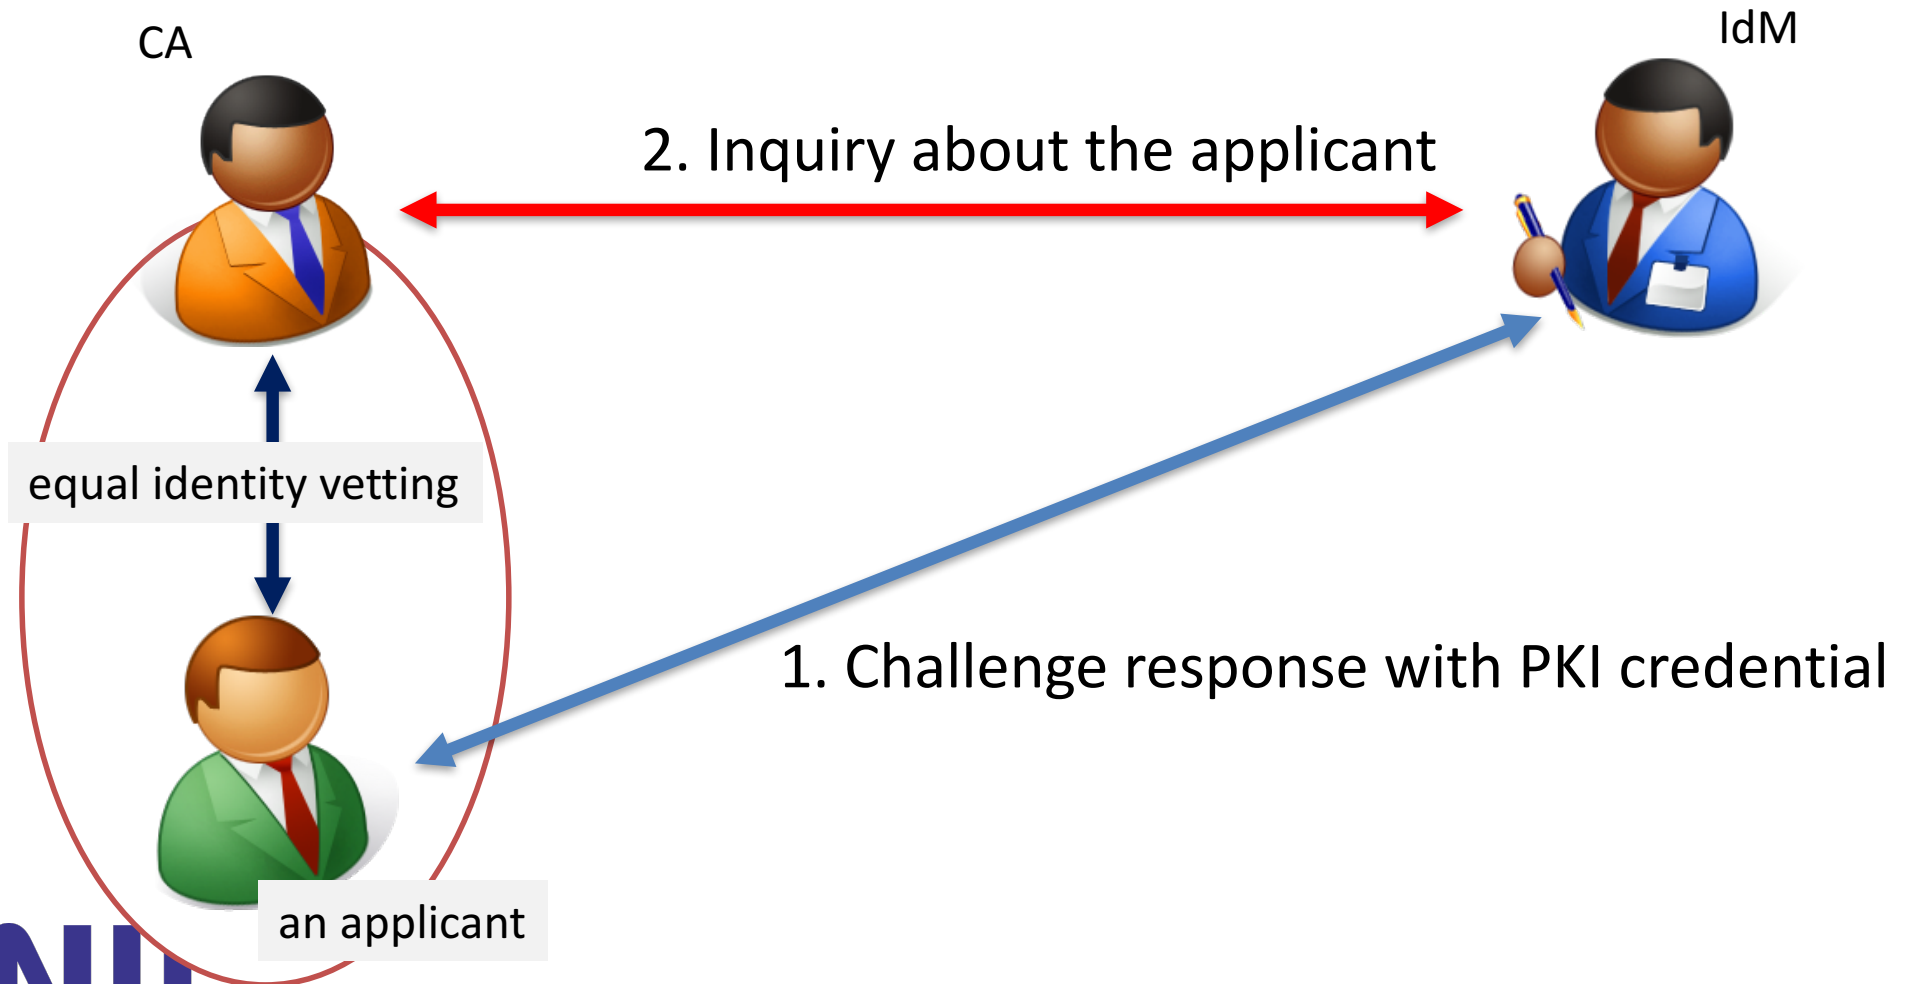 CA
IdM
2. Inquiry about the applicant
equal identity vetting
1. Challenge response with PKI credential
an applicant